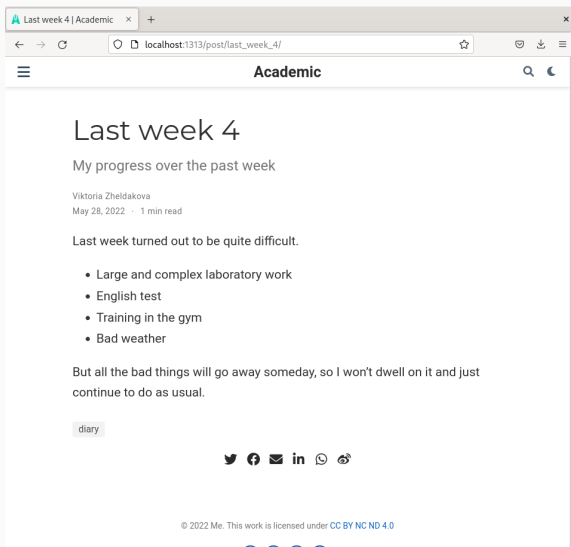 Last week 4 | Academic
localhost:1313/post/last_week_4/
Academic
Last week 4
My progress over the past week
Viktoria Zheldakova
May 28, 2022 · 1 min read
Last week turned out to be quite difficult.
• Large and complex laboratory work
• English test
• Training in the gym
• Bad weather
But all the bad things will go away someday, so I won’t dwell on it and just
continue to do as usual.
diary
© 2022 Me. This work is licensed under CC BY NC ND 4.0